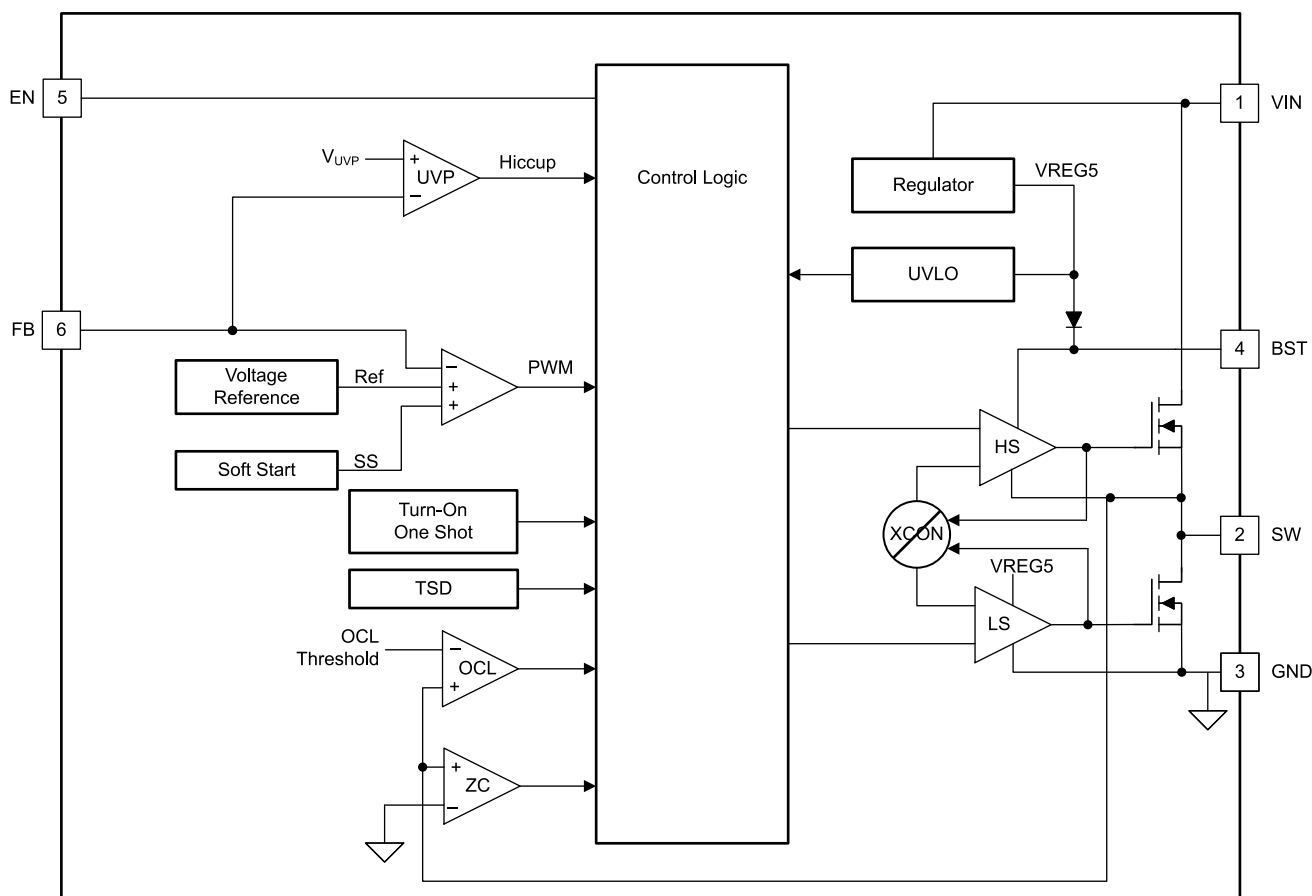 EN
5
1
VIN
VUVP
+
UVP
−
Hiccup
Control Logic
Regulator
VREG5
UVLO
FB
6
4
BST
Voltage
Reference
Ref
−
+
+
PWM
Soft Start
SS
HS
Turn-On
One Shot
XCON
2
SW
TSD
VREG5
LS
OCL
Threshold
−
OCL
+
3
GND
+
ZC
−